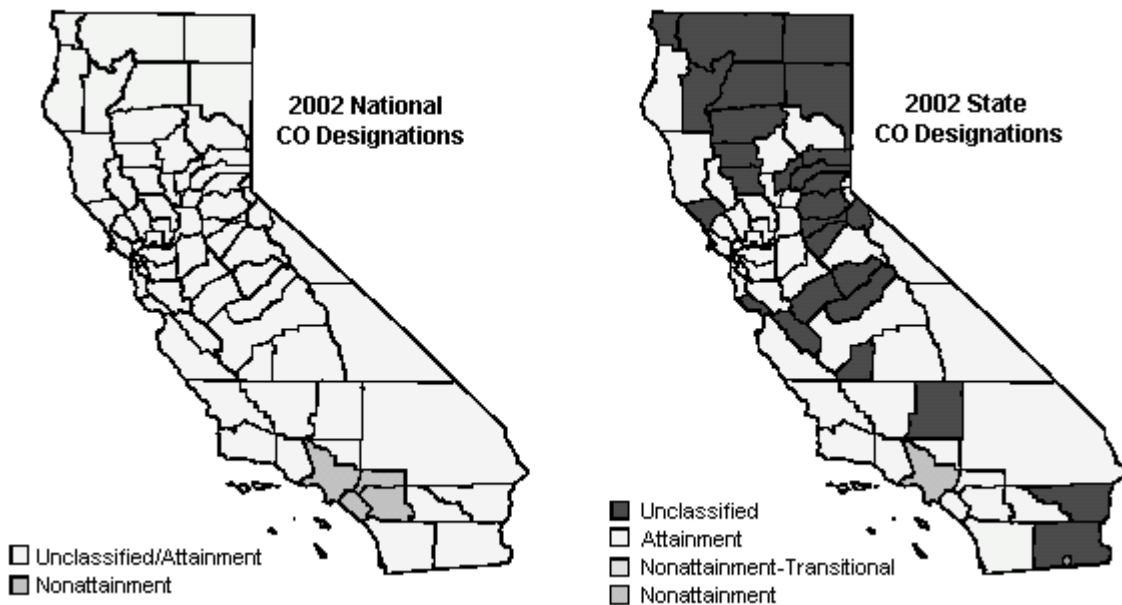 2002 National
CO Designations
Unclassified/Attainment
Nonattainment
2002 State
CO Designations
Unclassified
Attainment
Nonattainment-Transitional
Nonattainment